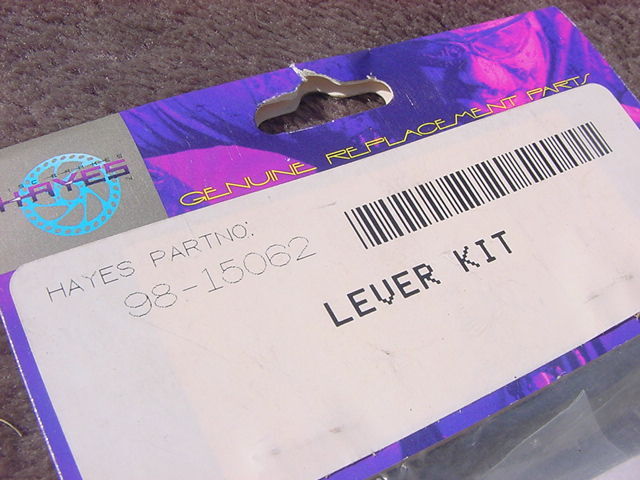 GENUINE REPLACEMENT PARTS
HAYES
HAYES PARTNO:
98-15062
LEVER KIT